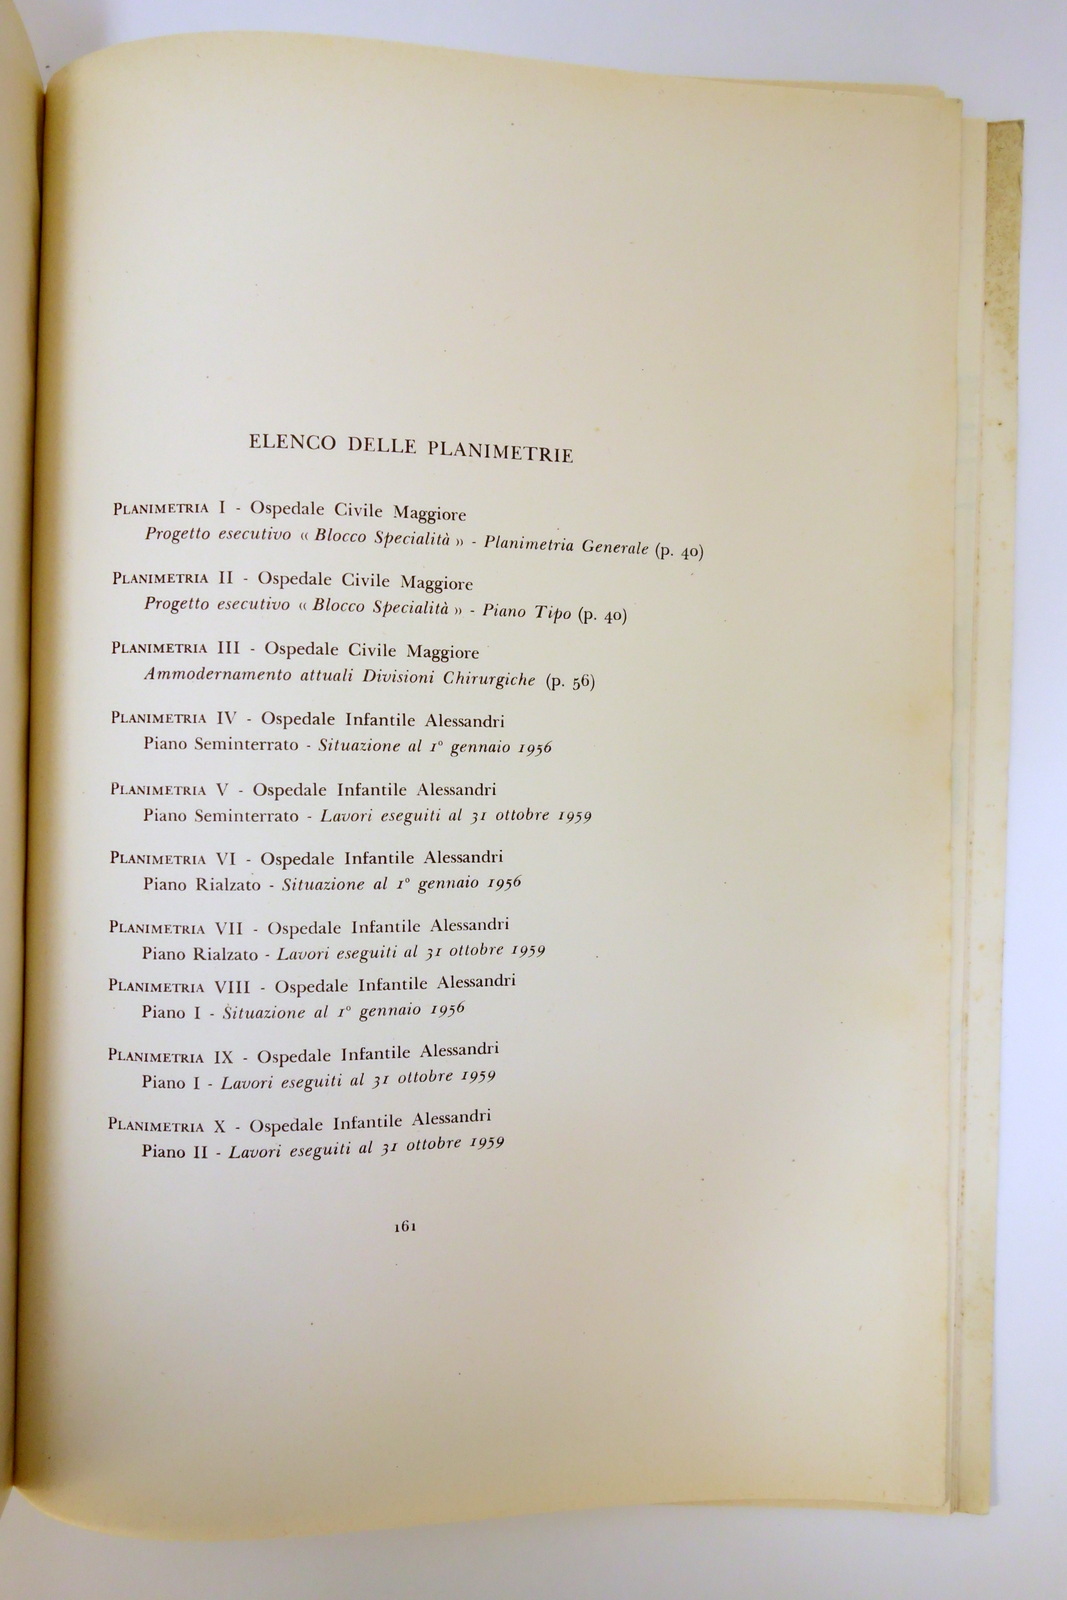 ELENCO DELLE PLANIMETRIE
PLANIMETRIA I - Ospedale Civile Maggiore
Progetto esecutivo « Blocco Specialità » - Planimetria Generale (p. 40)
PLANIMETRIA II - Ospedale Civile Maggiore
Progetto esecutivo « Blocco Specialità » - Piano Tipo (p. 40)
PLANIMETRIA III - Ospedale Civile Maggiore
Ammodernamento attuali Divisioni Chirurgiche (p. 56)
PLANIMETRIA IV - Ospedale Infantile Alessandri
Piano Seminterrato - Situazione al 1° gennaio 1956
PLANIMETRIA V - Ospedale Infantile Alessandri
Piano Seminterrato - Lavori eseguiti al 31 ottobre 1959
PLANIMETRIA VI - Ospedale Infantile Alessandri
Piano Rialzato - Situazione al 1° gennaio 1956
PLANIMETRIA VII - Ospedale Infantile Alessandri
Piano Rialzato - Lavori eseguiti al 31 ottobre 1959
PLANIMETRIA VIII - Ospedale Infantile Alessandri
Piano I - Situazione al 1° gennaio 1956
PLANIMETRIA IX - Ospedale Infantile Alessandri
Piano I - Lavori eseguiti al 31 ottobre 1959
PLANIMETRIA X - Ospedale Infantile Alessandri
Piano II - Lavori eseguiti al 31 ottobre 1959
161